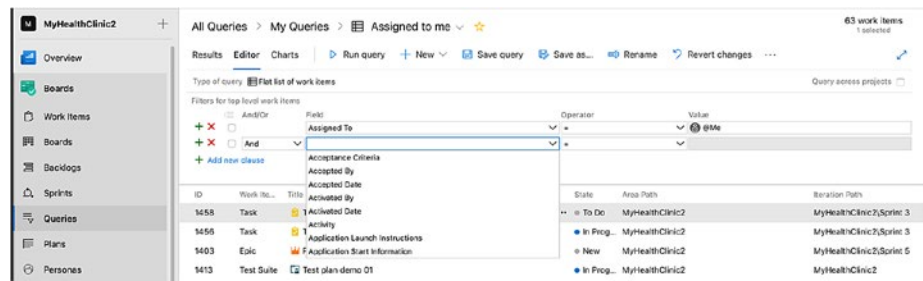 M MyHealthClinic2
Overview
Boards
Work Items
Boards
Backlogs
Sprints
Queries
Plans
Personas
All Queries > My Queries > Assigned to me
63 work items
1 selected
Results Editor Charts Run query New Save query Save as... Rename Revert changes ...
Type of query Flat list of work items Query across projects
Filters for top level work items
And/Or Field Operator Value
Assigned To = @Me
And =
Add new clause
Acceptance Criteria
Accepted By
Accepted Date
Activated By
Activated Date
Activity
Application Launch Instructions
Application Start Information
ID Work Ite... Title State Area Path Iteration Path
1458 Task T To Do MyHealthClinic2 MyHealthClinic2\Sprint 3
1456 Task T In Prog... MyHealthClinic2 MyHealthClinic2\Sprint 3
1403 Epic New MyHealthClinic2 MyHealthClinic2\Sprint 5
1413 Test Suite Test plan demo 01 In Prog... MyHealthClinic2 MyHealthClinic2